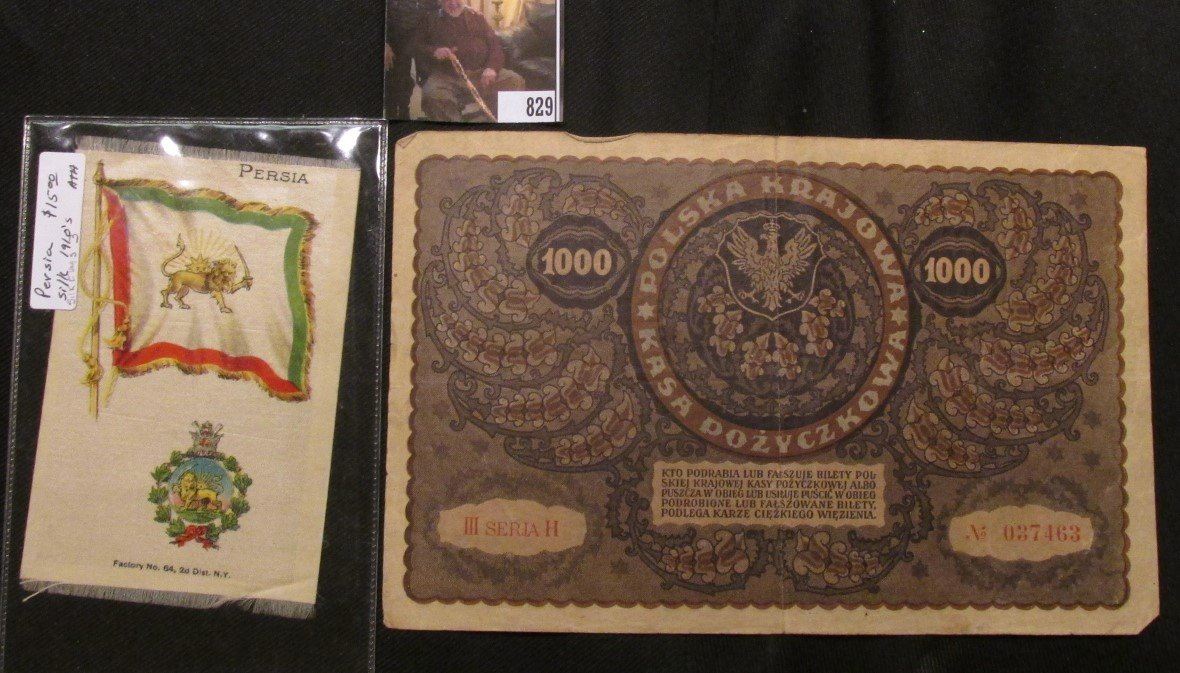 829
Persia $15.00
silk 1910's ATH
PERSIA
Factory No. 64, 2d Dist. N.Y.
POLSKA KRAJOWA
KASA POŻYCZKOWA
1000
1000
KTO PODRABIA LUB FAŁSZUJE BILETY POL-
SKIEJ KRAJOWEJ KASY POŻYCZKOWEJ ALBO
PUSZCZA W OBIEG LUB USIŁUJE PUŚCIĆ W OBIEG
PODROBIONE LUB FAŁSZOWANE BILETY,
PODLEGA KARZE CIĘŻKIEGO WIĘZIENIA.
III SERJA H
№ 037463